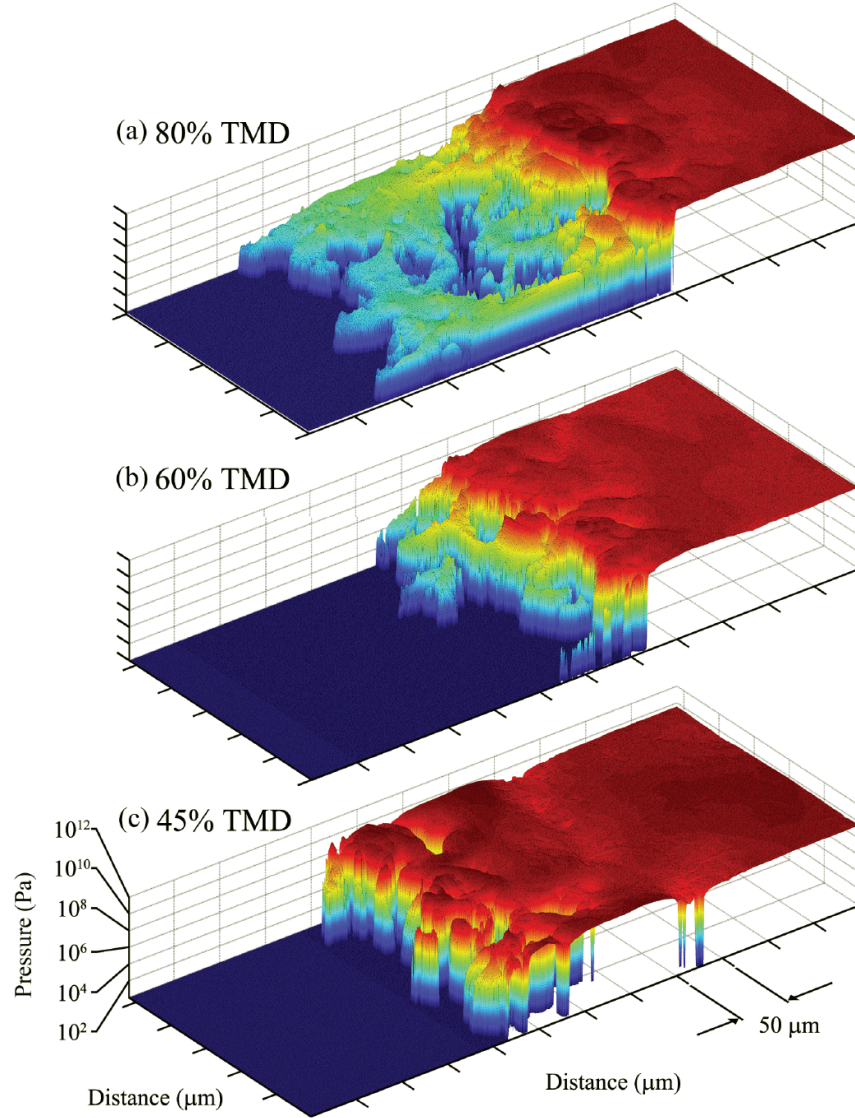 (a) 80% TMD
(b) 60% TMD
(c) 45% TMD
10¹²
10¹⁰
10⁸
10⁶
10⁴
10²
Pressure (Pa)
50 μm
Distance (μm)
Distance (μm)